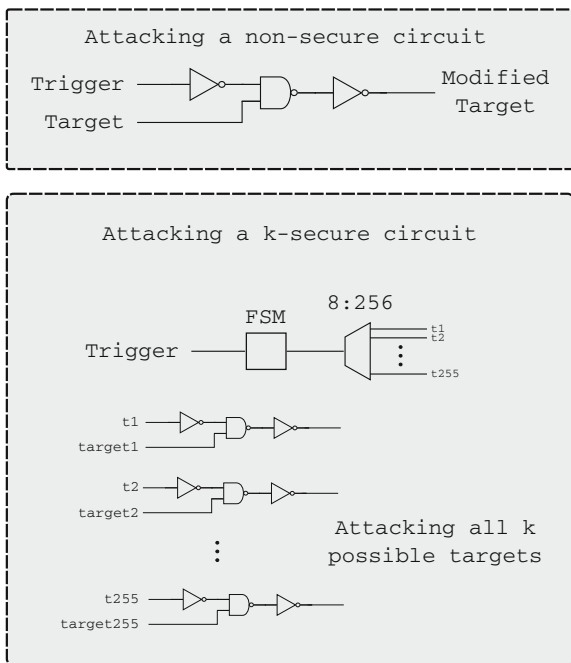 Attacking a non-secure circuit
Trigger
Target
Modified
Target
Attacking a k-secure circuit
8:256
FSM
Trigger
t1
t2
t255
t1
target1
t2
target2
Attacking all k
possible targets
t255
target255